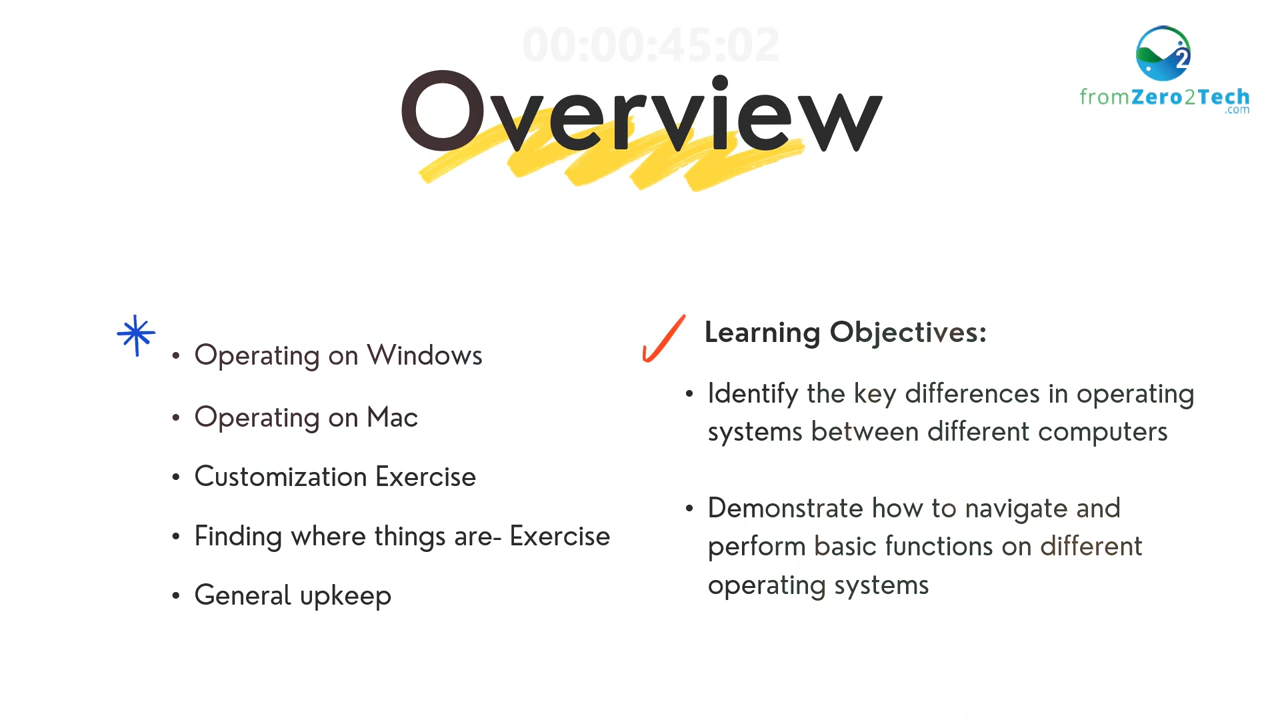 00:00:45:02
Overview
2
fromZero2Tech
.com
Operating on Windows
Operating on Mac
Customization Exercise
Finding where things are- Exercise
General upkeep
Learning Objectives:
Identify the key differences in operating
systems between different computers
Demonstrate how to navigate and
perform basic functions on different
operating systems